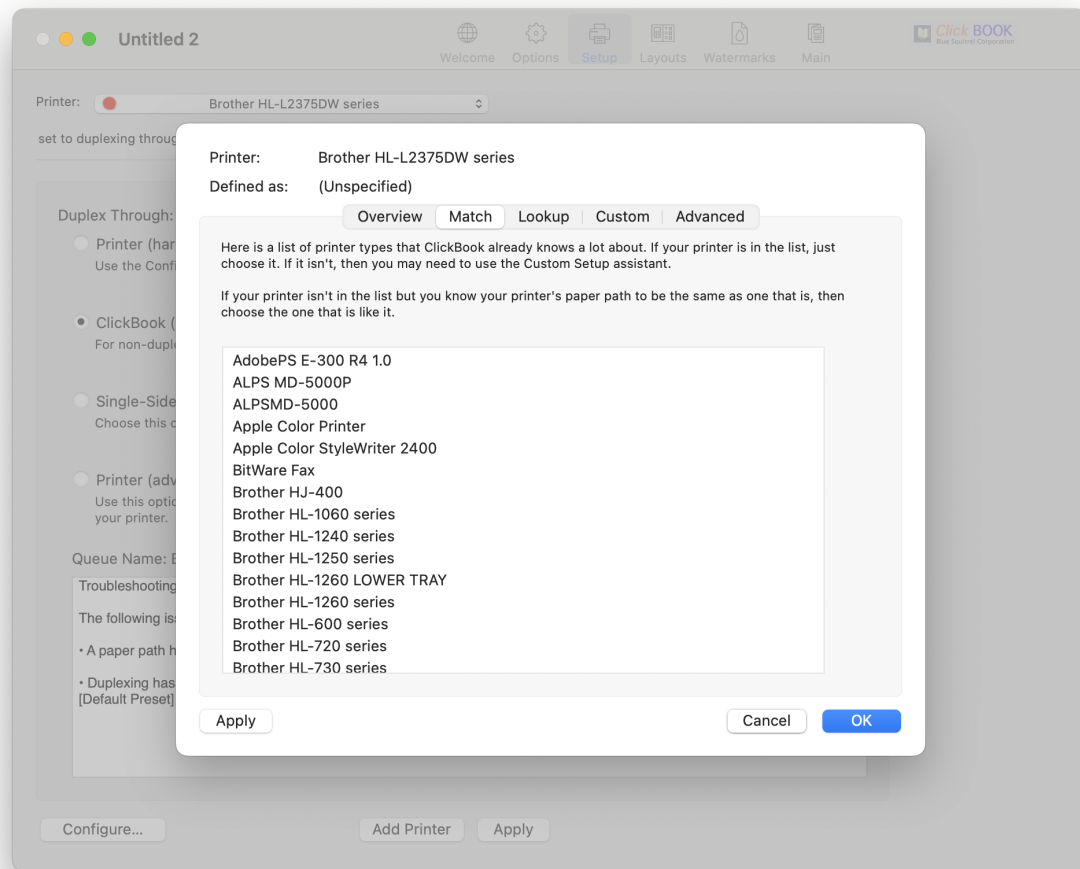 Untitled 2
Welcome
Options
Setup
Layouts
Watermarks
Main
Click BOOK
Blue Squirrel Corporation
Printer:
Brother HL-L2375DW series
set to duplexing throug
Duplex Through:
Printer (har
Use the Confi
ClickBook (
For non-duple
Single-Side
Choose this o
Printer (adv
Use this optio
your printer.
Queue Name: B
Troubleshooting
The following is
• A paper path h
• Duplexing has
[Default Preset]
Configure...
Add Printer
Apply
Printer: Brother HL-L2375DW series
Defined as: (Unspecified)
Overview
Match
Lookup
Custom
Advanced
Here is a list of printer types that ClickBook already knows a lot about. If your printer is in the list, just
choose it. If it isn't, then you may need to use the Custom Setup assistant.
If your printer isn't in the list but you know your printer's paper path to be the same as one that is, then
choose the one that is like it.
AdobePS E-300 R4 1.0
ALPS MD-5000P
ALPSMD-5000
Apple Color Printer
Apple Color StyleWriter 2400
BitWare Fax
Brother HJ-400
Brother HL-1060 series
Brother HL-1240 series
Brother HL-1250 series
Brother HL-1260 LOWER TRAY
Brother HL-1260 series
Brother HL-600 series
Brother HL-720 series
Brother HL-730 series
Apply
Cancel
OK